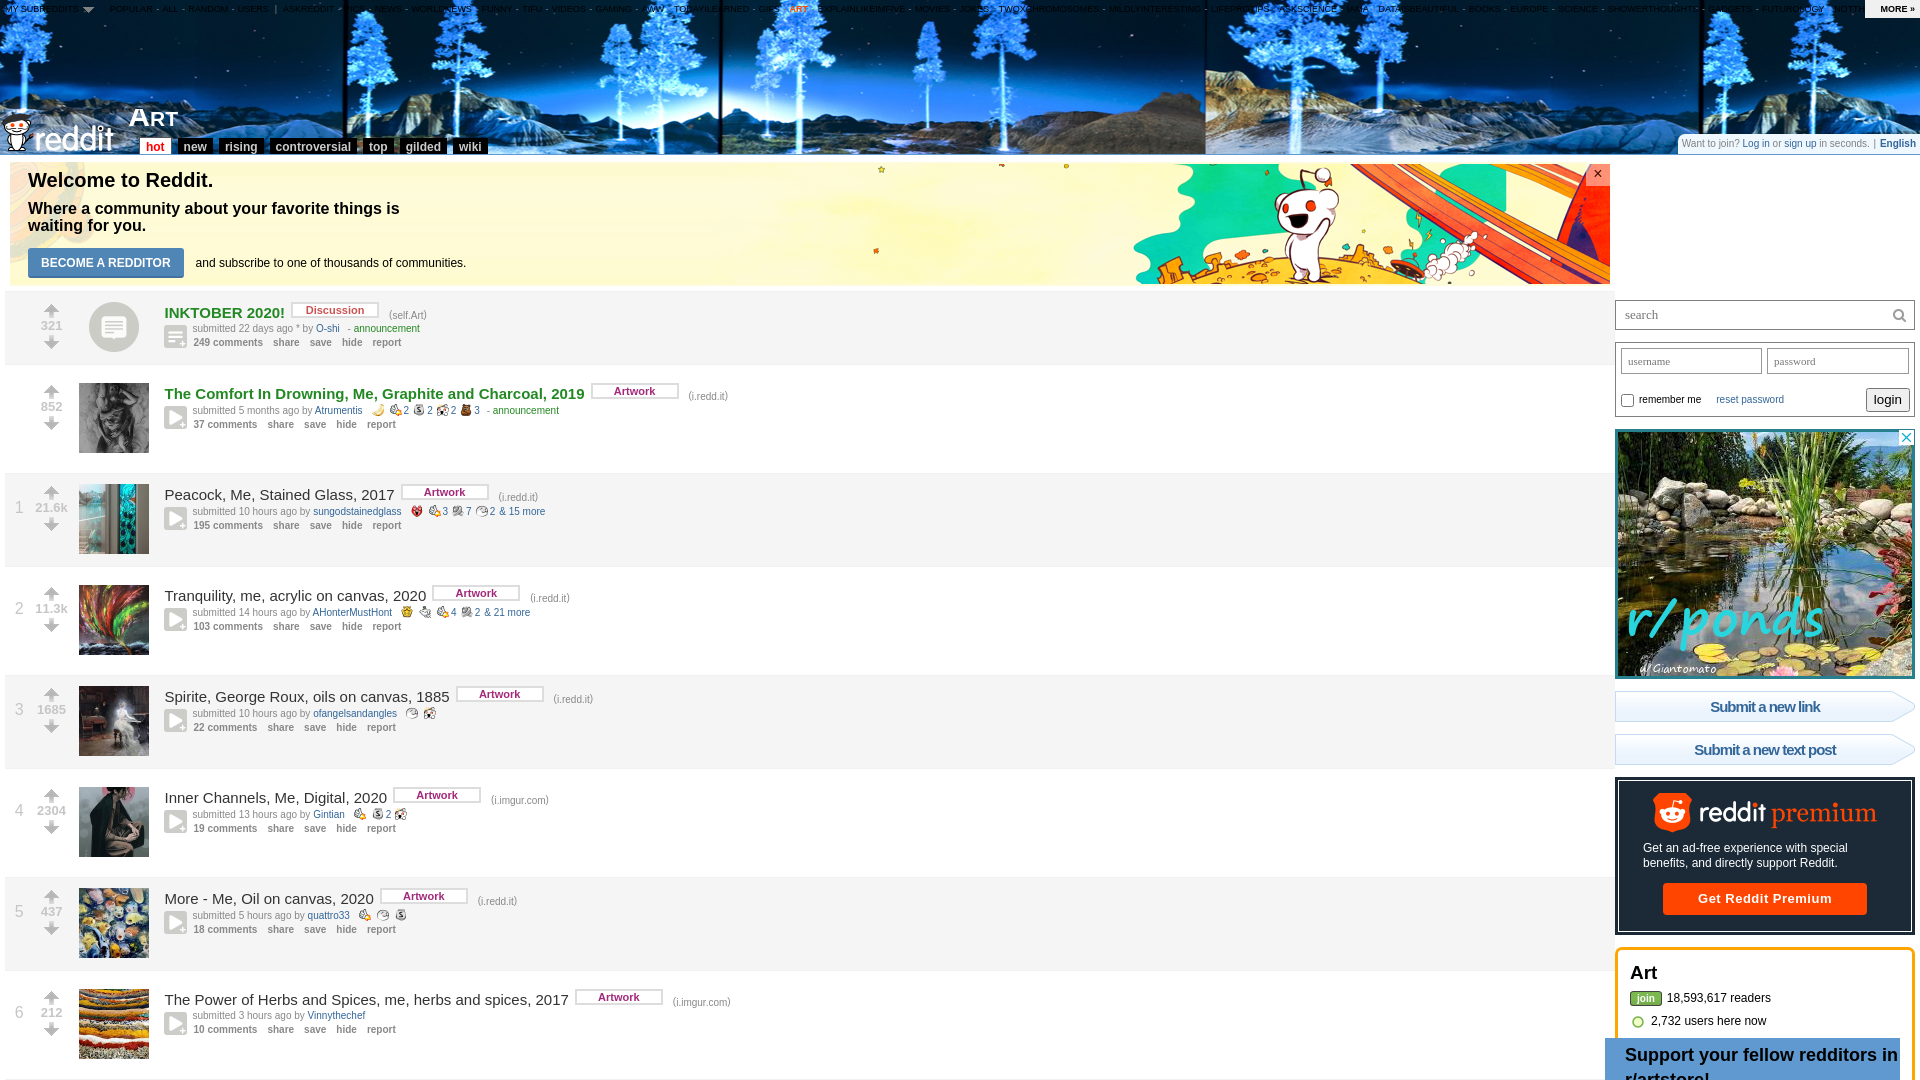 MY SUBREDDITS POPULAR - ALL - RANDOM - USERS | ASKREDDIT - PICS - NEWS - WORLDNEWS - FUNNY - TIFU - VIDEOS - GAMING - AWW - TODAYILEARNED - GIFS - ART - EXPLAINLIKEIMFIVE - MOVIES - JOKES - TWOXCHROMOSOMES - MILDLYINTERESTING - LIFEPROTIPS - ASKSCIENCE - IAMA - DATAISBEAUTIFUL - BOOKS - EUROPE - SCIENCE - SHOWERTHOUGHTS - GADGETS - FUTUROLOGY MORE »
reddit Art
hot new rising controversial top gilded wiki
Want to join? Log in or sign up in seconds. | English
Welcome to Reddit.
Where a community about your favorite things is
waiting for you.
BECOME A REDDITOR and subscribe to one of thousands of communities.
×
321
INKTOBER 2020! Discussion (self.Art)
submitted 22 days ago * by O-shi - announcement
249 comments share save hide report
852
The Comfort In Drowning, Me, Graphite and Charcoal, 2019 Artwork (i.redd.it)
submitted 5 months ago by Atrumentis 2 2 2 3 - announcement
37 comments share save hide report
1 21.6k
Peacock, Me, Stained Glass, 2017 Artwork (i.redd.it)
submitted 10 hours ago by sungodstainedglass 3 7 2 & 15 more
195 comments share save hide report
2 11.3k
Tranquility, me, acrylic on canvas, 2020 Artwork (i.redd.it)
submitted 14 hours ago by AHonterMustHont 4 2 & 21 more
103 comments share save hide report
3 1685
Spirite, George Roux, oils on canvas, 1885 Artwork (i.redd.it)
submitted 10 hours ago by ofangelsandangles
22 comments share save hide report
4 2304
Inner Channels, Me, Digital, 2020 Artwork (i.imgur.com)
submitted 13 hours ago by Gintian 2
19 comments share save hide report
5 437
More - Me, Oil on canvas, 2020 Artwork (i.redd.it)
submitted 5 hours ago by quattro33
18 comments share save hide report
6 212
The Power of Herbs and Spices, me, herbs and spices, 2017 Artwork (i.imgur.com)
submitted 3 hours ago by Vinnythechef
10 comments share save hide report
search
username password
remember me reset password login
r/ponds
u/Giantomato
Submit a new link
Submit a new text post
reddit premium
Get an ad-free experience with special
benefits, and directly support Reddit.
Get Reddit Premium
Art
join 18,593,617 readers
2,732 users here now
Support your fellow redditors in
r/artstore!